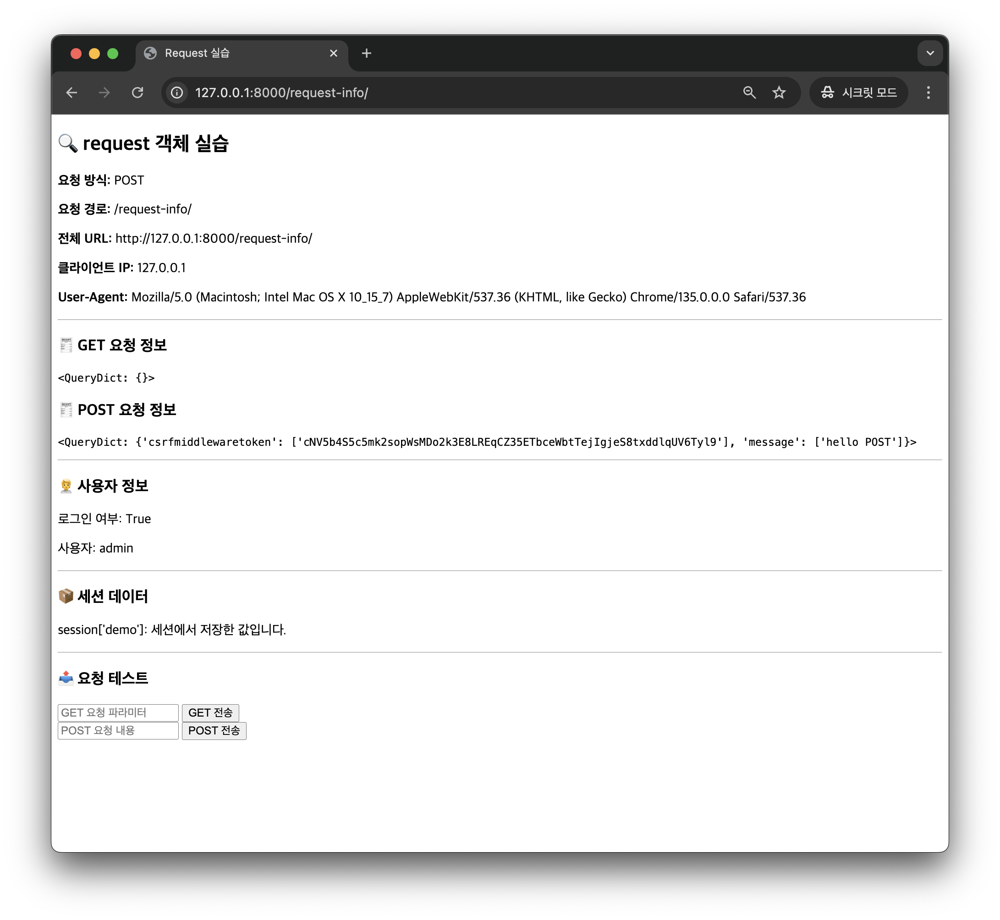 Request 실습
127.0.0.1:8000/request-info/
시크릿 모드
🔍 request 객체 실습
요청 방식: POST
요청 경로: /request-info/
전체 URL: http://127.0.0.1:8000/request-info/
클라이언트 IP: 127.0.0.1
User-Agent: Mozilla/5.0 (Macintosh; Intel Mac OS X 10_15_7) AppleWebKit/537.36 (KHTML, like Gecko) Chrome/135.0.0.0 Safari/537.36
🧾 GET 요청 정보
<QueryDict: {}>
🧾 POST 요청 정보
<QueryDict: {'csrfmiddlewaretoken': ['cNV5b4S5c5mk2sopWsMDo2k3E8LREqCZ35ETbceWbtTejIgjeS8txddlqUV6Tyl9'], 'message': ['hello POST']}>
🧑‍💼 사용자 정보
로그인 여부: True
사용자: admin
📦 세션 데이터
session['demo']: 세션에서 저장한 값입니다.
📤 요청 테스트
GET 요청 파라미터 GET 전송
POST 요청 내용 POST 전송